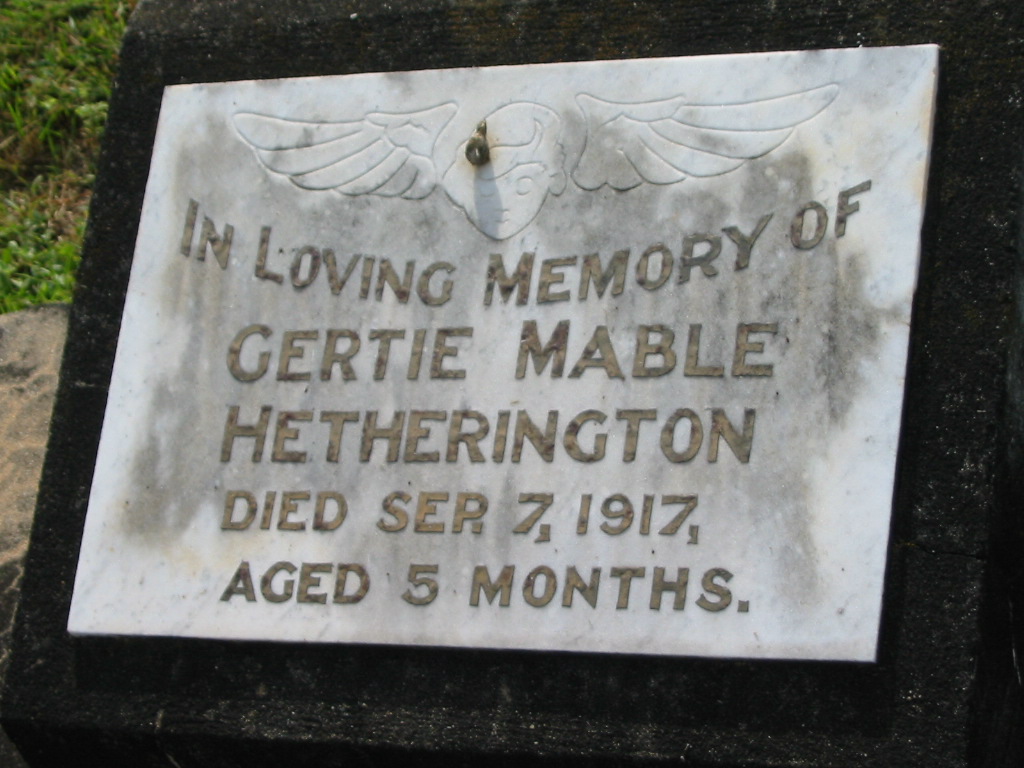 IN LOVING MEMORY OF
GERTIE MABLE
HETHERINGTON
DIED SEP. 7, 1917,
AGED 5 MONTHS.